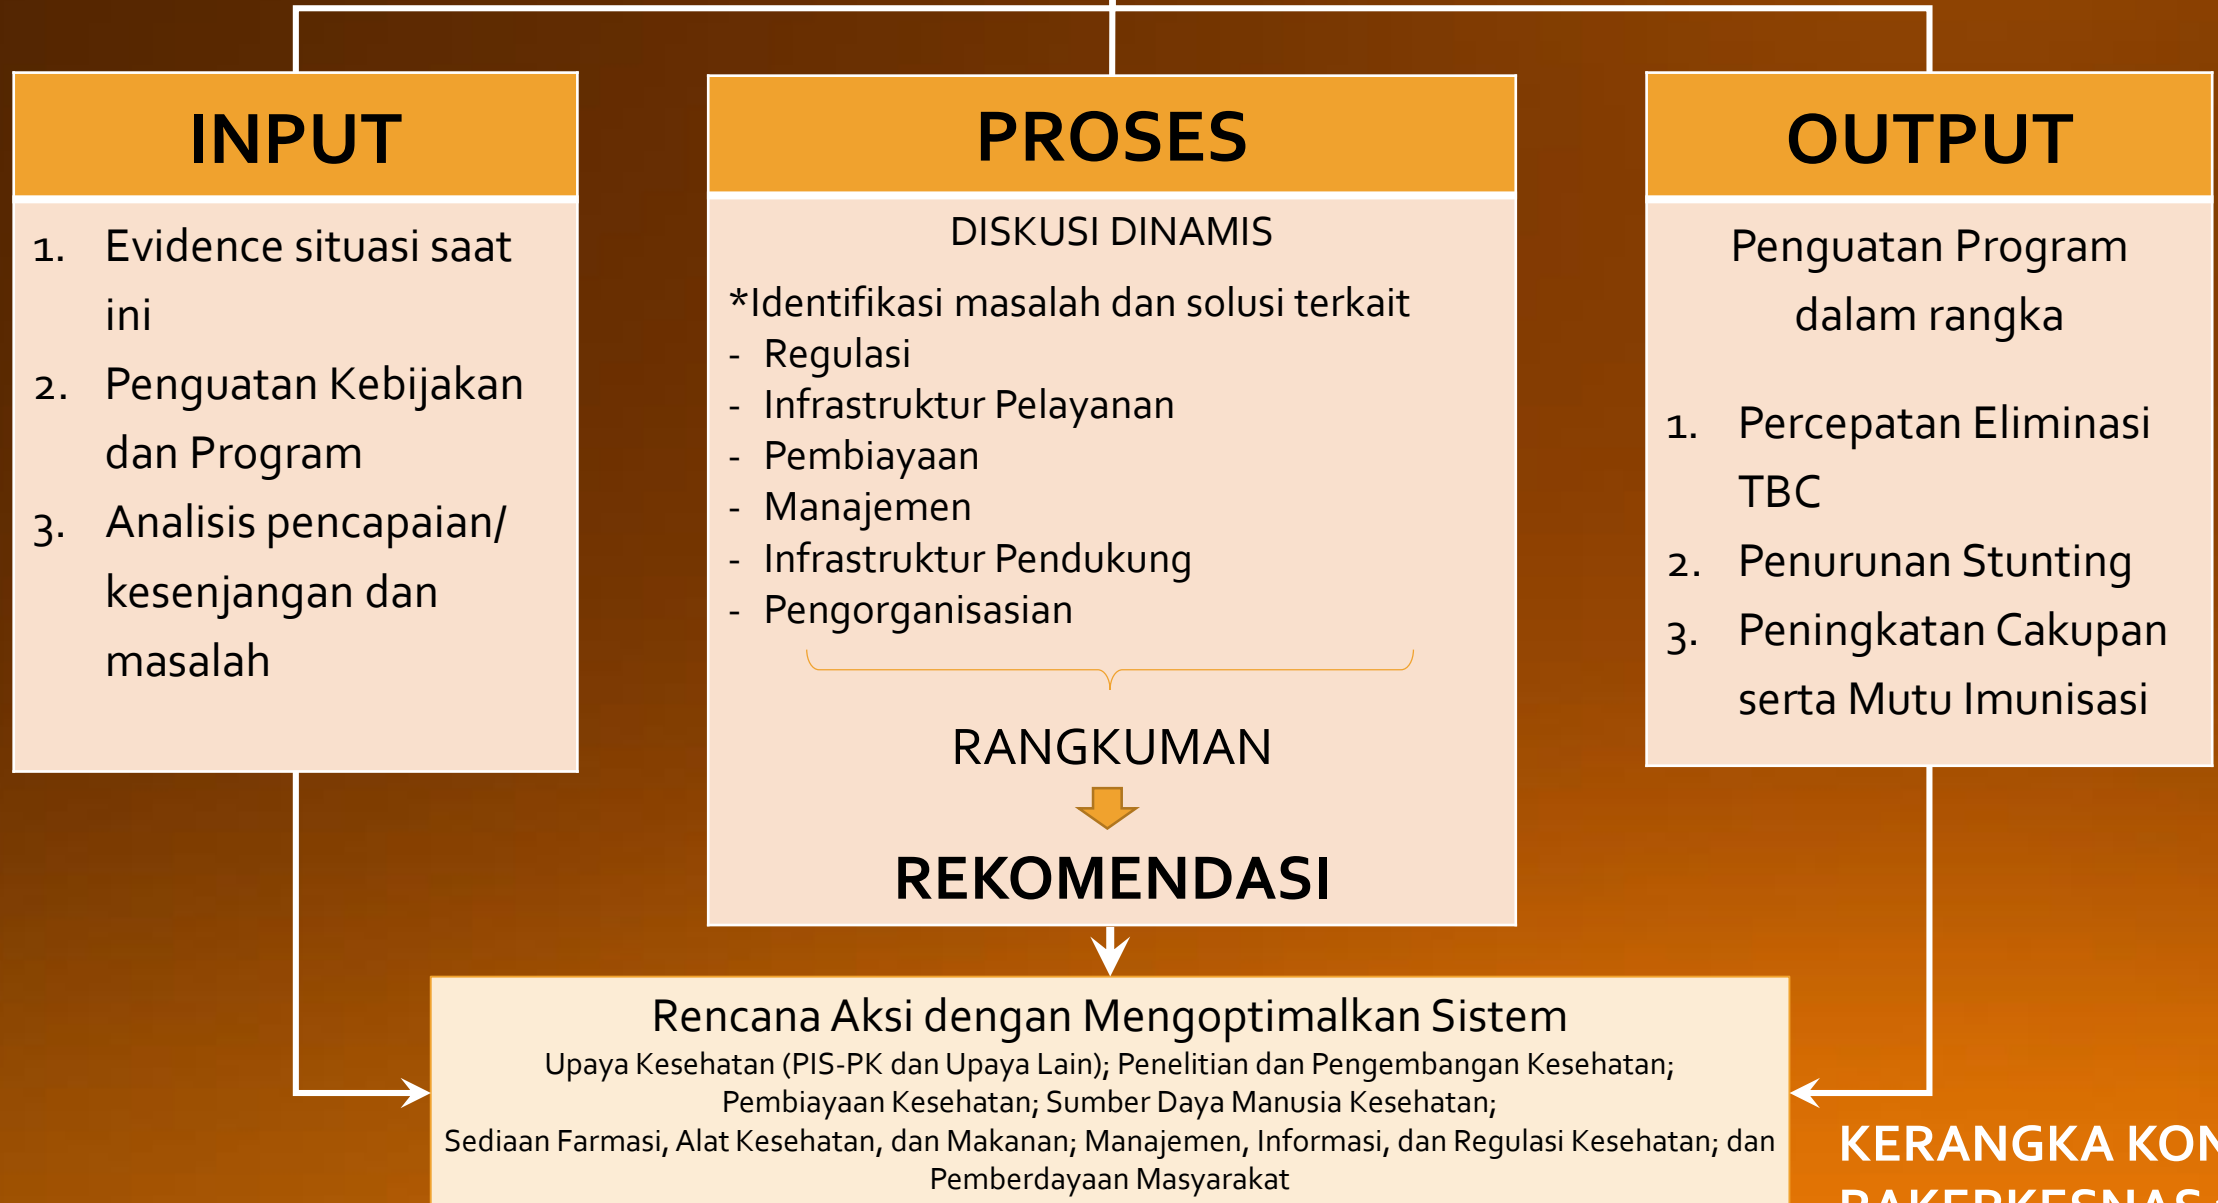 INPUT
1. Evidence situasi saat
ini
2. Penguatan Kebijakan
dan Program
3. Analisis pencapaian/
kesenjangan dan
masalah
PROSES
DISKUSI DINAMIS
*Identifikasi masalah dan solusi terkait
- Regulasi
- Infrastruktur Pelayanan
- Pembiayaan
- Manajemen
- Infrastruktur Pendukung
- Pengorganisasian
RANGKUMAN
REKOMENDASI
OUTPUT
Penguatan Program
dalam rangka
1. Percepatan Eliminasi
TBC
2. Penurunan Stunting
3. Peningkatan Cakupan
serta Mutu Imunisasi
Rencana Aksi dengan Mengoptimalkan Sistem
Upaya Kesehatan (PIS-PK dan Upaya Lain); Penelitian dan Pengembangan Kesehatan;
Pembiayaan Kesehatan; Sumber Daya Manusia Kesehatan;
Sediaan Farmasi, Alat Kesehatan, dan Makanan; Manajemen, Informasi, dan Regulasi Kesehatan; dan
Pemberdayaan Masyarakat
KERANGKA
RAKERKESNAS